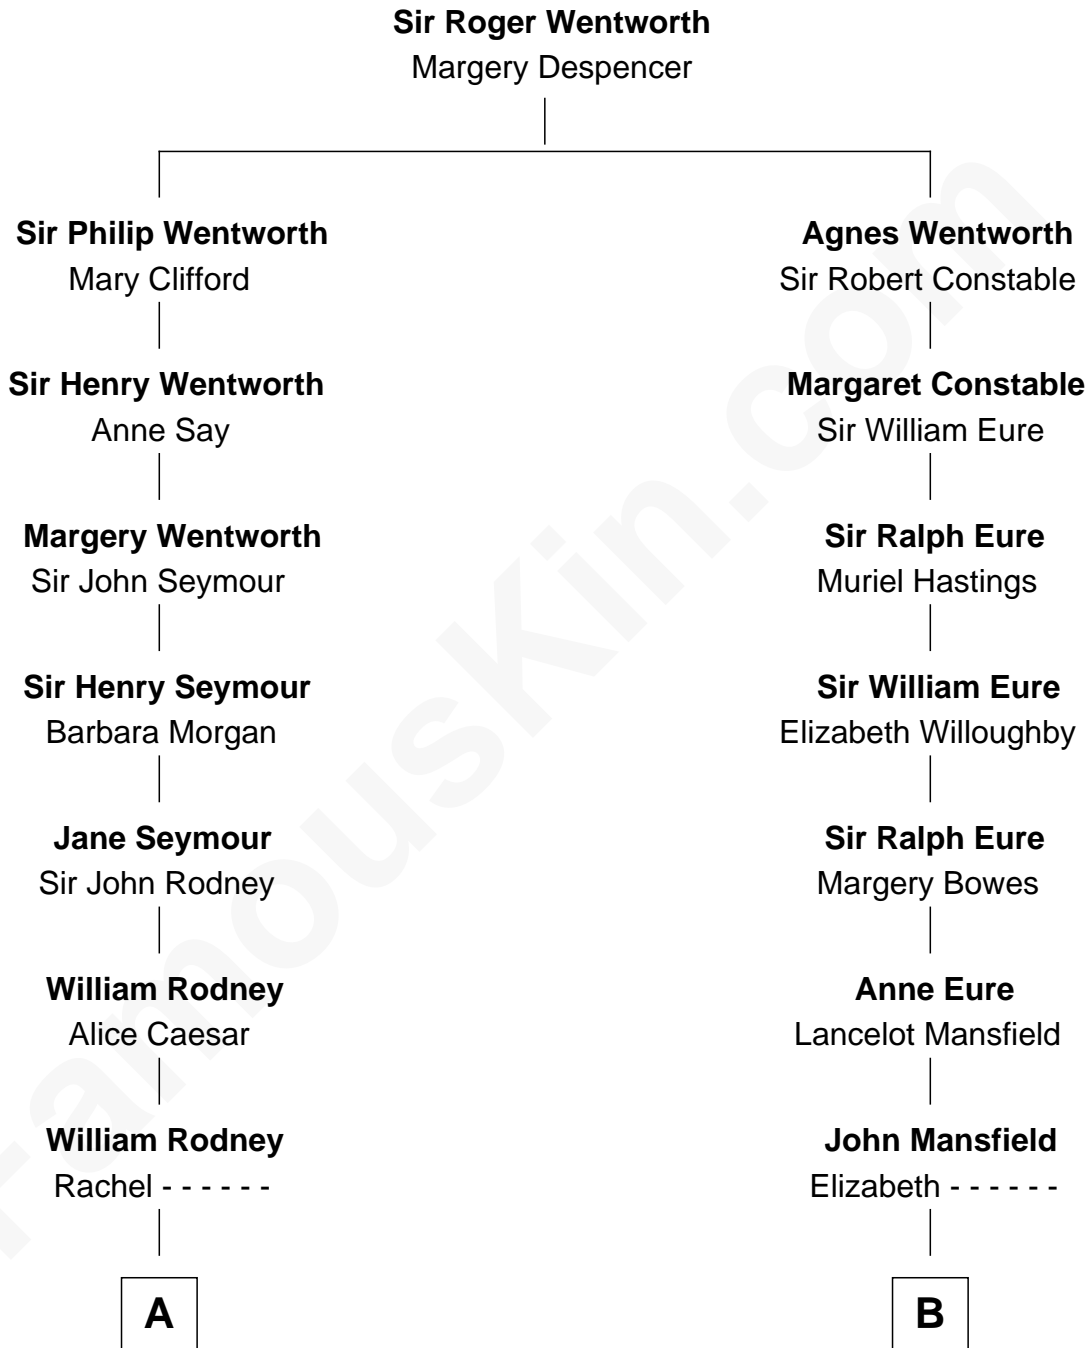 Sir Roger Wentworth
Margery Despencer
Sir Philip Wentworth
Mary Clifford
Agnes Wentworth
Sir Robert Constable
Sir Henry Wentworth
Anne Say
Margaret Constable
Sir William Eure
Margery Wentworth
Sir John Seymour
Sir Ralph Eure
Muriel Hastings
Sir Henry Seymour
Barbara Morgan
Sir William Eure
Elizabeth Willoughby
Jane Seymour
Sir John Rodney
Sir Ralph Eure
Margery Bowes
William Rodney
Alice Caesar
Anne Eure
Lancelot Mansfield
William Rodney
Rachel - - - - - -
John Mansfield
Elizabeth - - - - - -
A
B
FamousKin.com